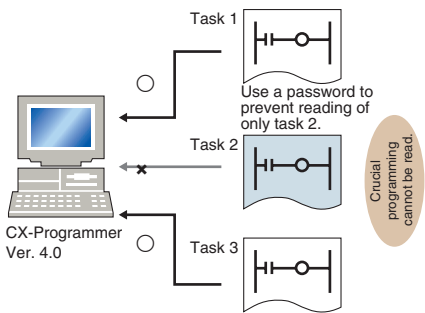 Task 1
Use a password to
prevent reading of
only task 2.
Task 2
Crucial
programming
cannot be read.
CX-Programmer
Ver. 4.0
Task 3